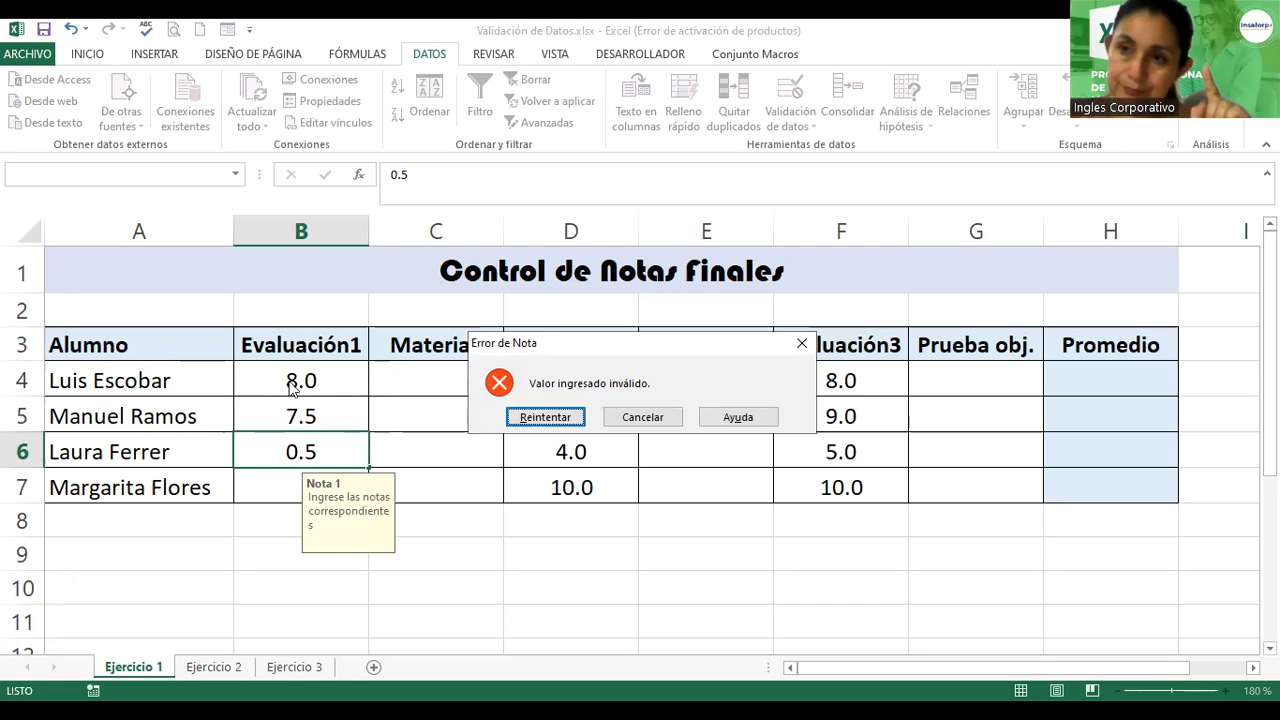 Validación de Datos.xlsx - Excel (Error de activación de productos)
ARCHIVO INICIO INSERTAR DISEÑO DE PÁGINA FÓRMULAS DATOS REVISAR VISTA DESARROLLADOR Conjunto Macros
Desde Access
Desde web
Desde texto
De otras
fuentes
Conexiones
existentes
Obtener datos externos
Actualizar
todo
Conexiones
Propiedades
Editar vínculos
Conexiones
Ordenar
Filtro
Borrar
Volver a aplicar
Avanzadas
Ordenar y filtrar
Texto en
columnas
Relleno
rápido
Quitar
duplicados
Validación
de datos
Consolidar
Análisis de
hipótesis
Relaciones
Herramientas de datos
Agrupar
Esquema
Análisis
Insaforp
Ingles Corporativo
0.5
A B C D E F G H I
1 Control de Notas Finales
2
3 Alumno Evaluación1 Materia luación3 Prueba obj. Promedio
4 Luis Escobar 8.0 8.0
5 Manuel Ramos 7.5 9.0
6 Laura Ferrer 0.5 4.0 5.0
7 Margarita Flores 10.0 10.0
8
9
10
11
12
Error de Nota
Valor ingresado inválido.
Reintentar Cancelar Ayuda
Nota 1
Ingrese las notas
correspondiente
s
Ejercicio 1 Ejercicio 2 Ejercicio 3
LISTO
180 %